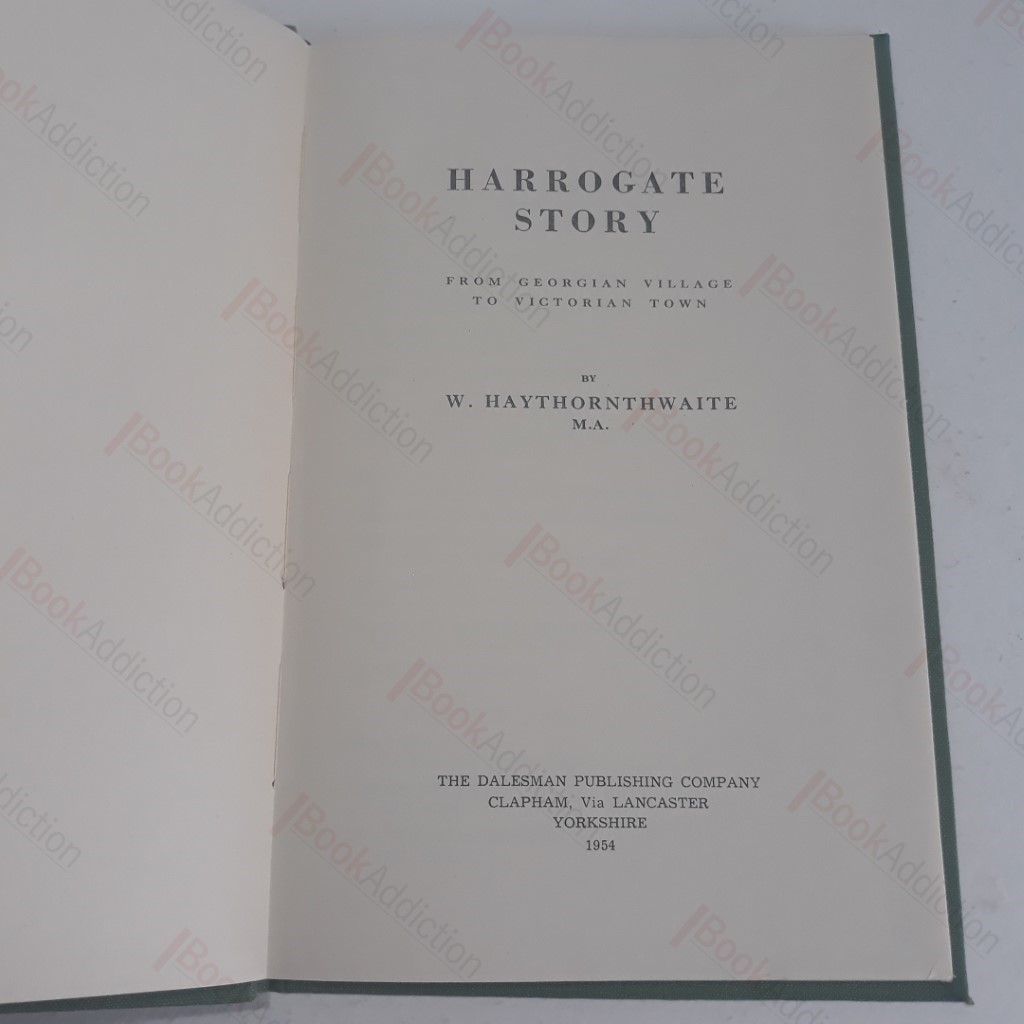 HARROGATE
STORY
FROM GEORGIAN VILLAGE
TO VICTORIAN TOWN
BY
W. HAYTHORNTHWAITE
M.A.
THE DALESMAN PUBLISHING COMPANY
CLAPHAM, Via LANCASTER
YORKSHIRE
1954
BookAddiction